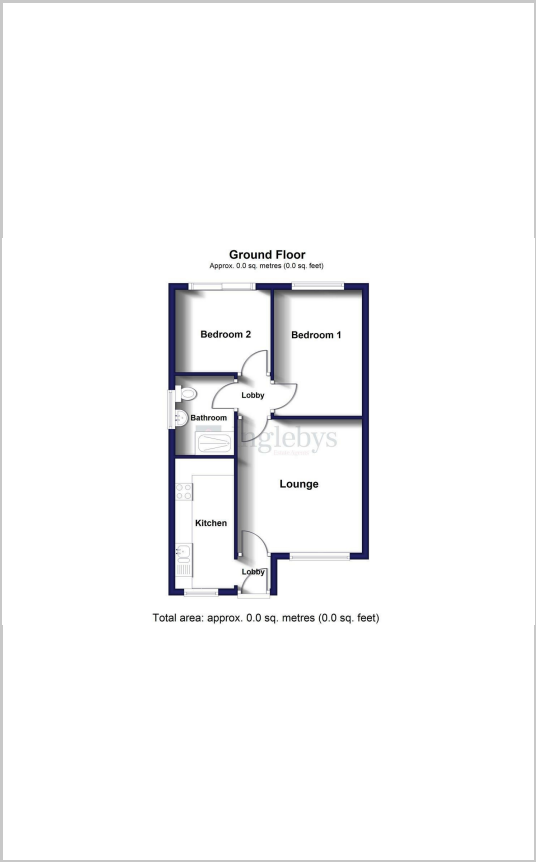 Ground Floor
Approx. 0.0 sq. metres (0.0 sq. feet)
Bedroom 2
Bedroom 1
Lobby
Bathroom
nglebys
Lounge
Kitchen
Lobby
Total area: approx. 0.0 sq. metres (0.0 sq. feet)